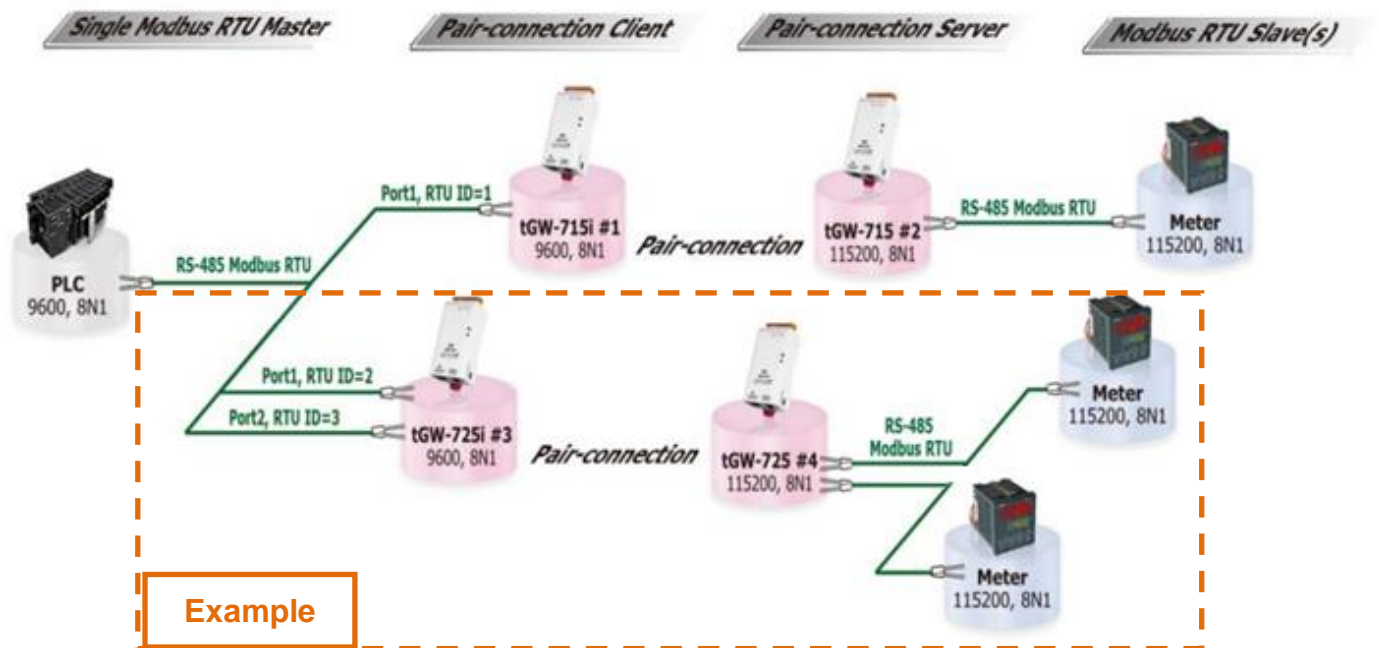 Single Modbus RTU Master
Pair-connection Client
Pair-connection Server
Modbus RTU Slave(s)
Port1, RTU ID=1
tGW-715i #1
9600, 8N1
Pair-connection
tGW-715 #2
115200, 8N1
RS-485 Modbus RTU
Meter
115200, 8N1
RS-485 Modbus RTU
PLC
9600, 8N1
Port1, RTU ID=2
Port2, RTU ID=3
tGW-725i #3
9600, 8N1
Pair-connection
tGW-725 #4
115200, 8N1
RS-485
Modbus RTU
Meter
115200, 8N1
Meter
115200, 8N1
Example